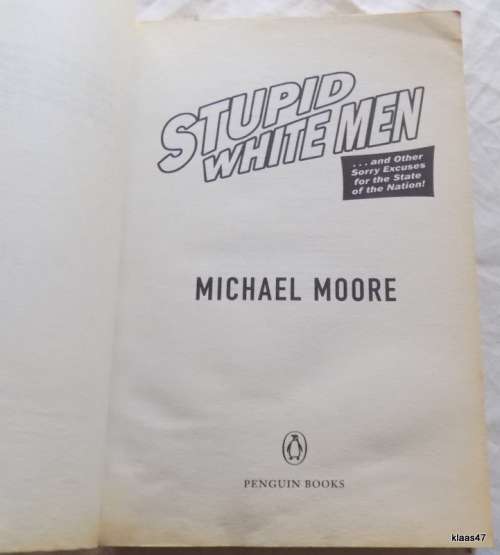 STUPID
WHITE MEN
... and Other
Sorry Excuses
for the State
of the Nation!
MICHAEL MOORE
PENGUIN BOOKS
klaas47